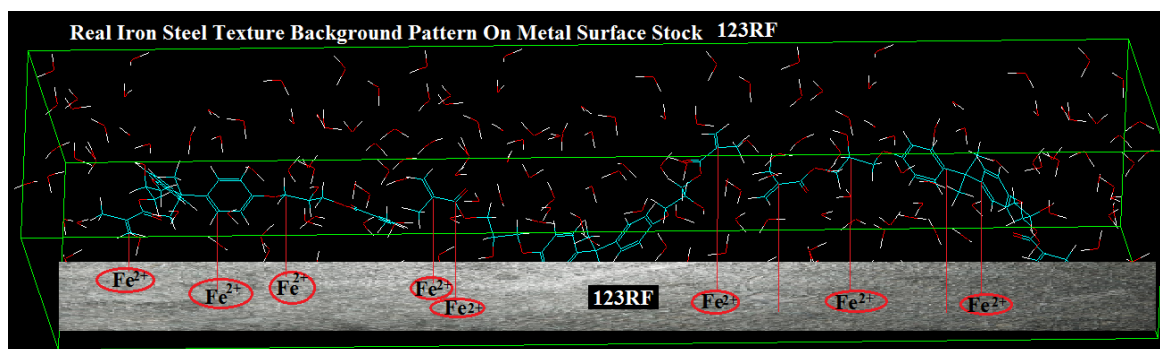 Real Iron Steel Texture Background Pattern On Metal Surface Stock 123RF
Fe²⁺
Fe²⁺
Fe²⁺
Fe²⁺
Fe2+
123RF
Fe²⁺
Fe²⁺
Fe²⁺